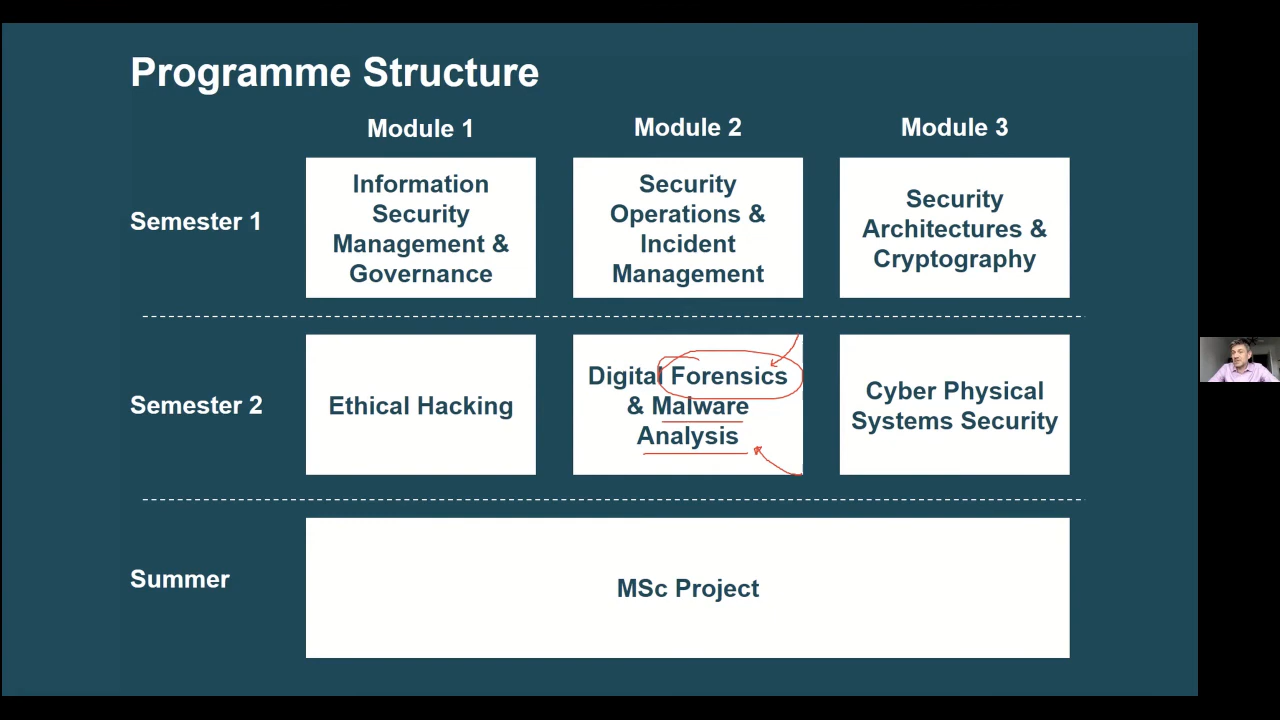 Programme Structure
Module 1
Module 2
Module 3
Semester 1
Information
Security
Management &
Governance
Security
Operations &
Incident
Management
Security
Architectures &
Cryptography
Semester 2
Ethical Hacking
Digital Forensics
& Malware
Analysis
Cyber Physical
Systems Security
Summer
MSc Project